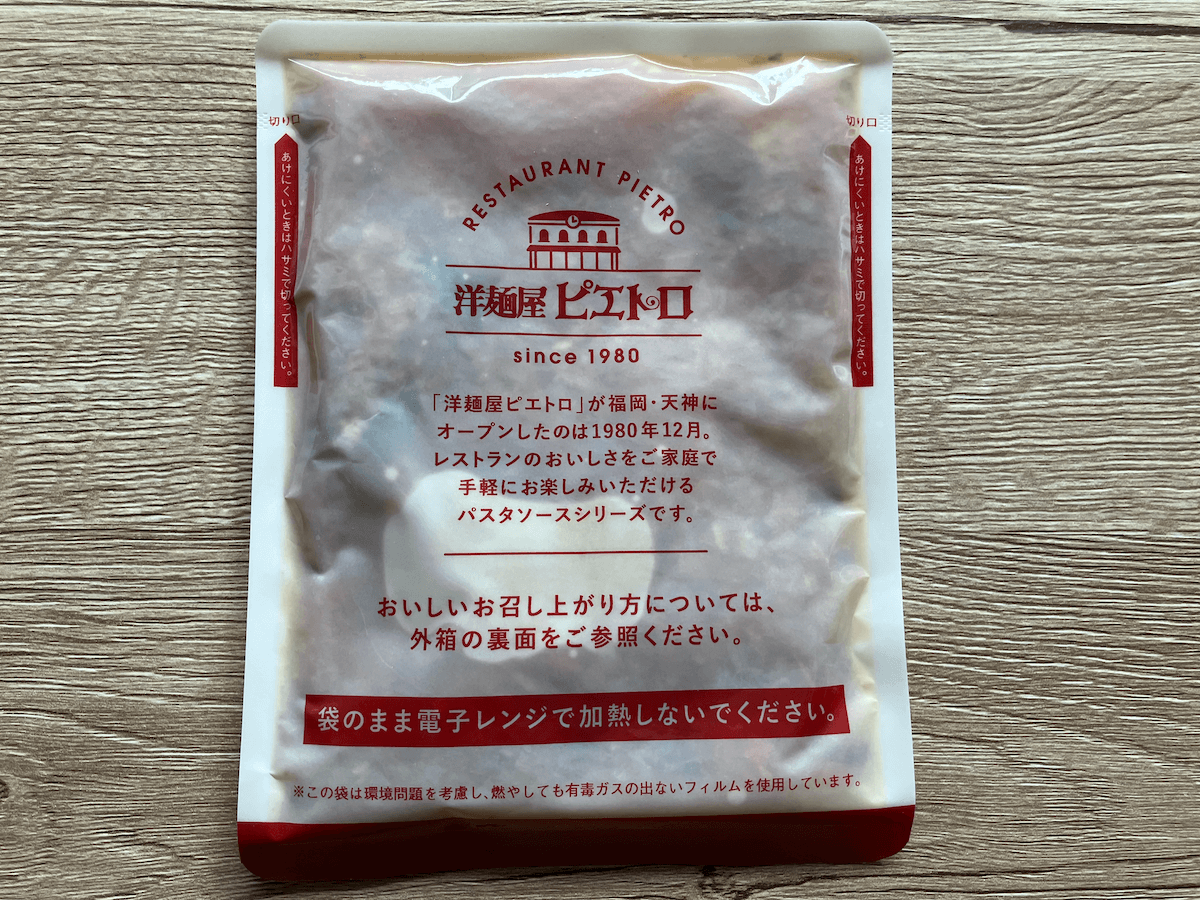 切り口
切り口
あけにくいときはハサミで切ってください。
あけにくいときはハサミで切ってください。
RESTAURANT PIETRO
洋麺屋 ピエトロ
since 1980
「洋麺屋ピエトロ」が福岡・天神に
オープンしたのは1980年12月。
レストランのおいしさをご家庭で
手軽にお楽しみいただける
パスタソースシリーズです。
おいしいお召し上がり方については、
外箱の裏面をご参照ください。
袋のまま電子レンジで加熱しないでください。
※この袋は環境問題を考慮し、燃やしても有毒ガスの出ないフィルムを使用しています。